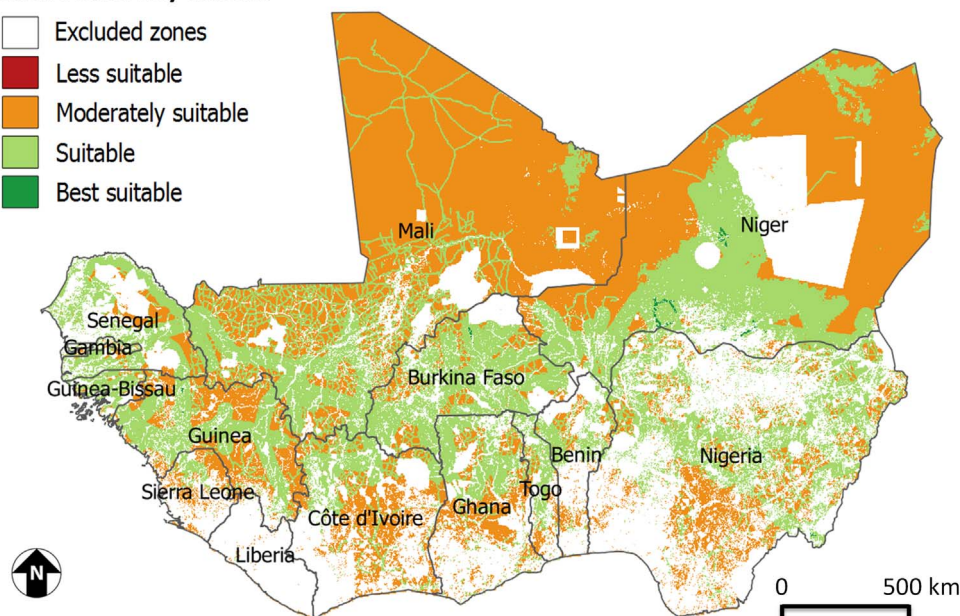 Excluded zones
Less suitable
Moderately suitable
Suitable
Best suitable
Mali
Niger
Senegal
Gambia
Guinea-Bissau
Burkina Faso
Guinea
Benin
Nigeria
Sierra Leone
Togo
Ghana
Côte d'Ivoire
Liberia
N
0 500 km